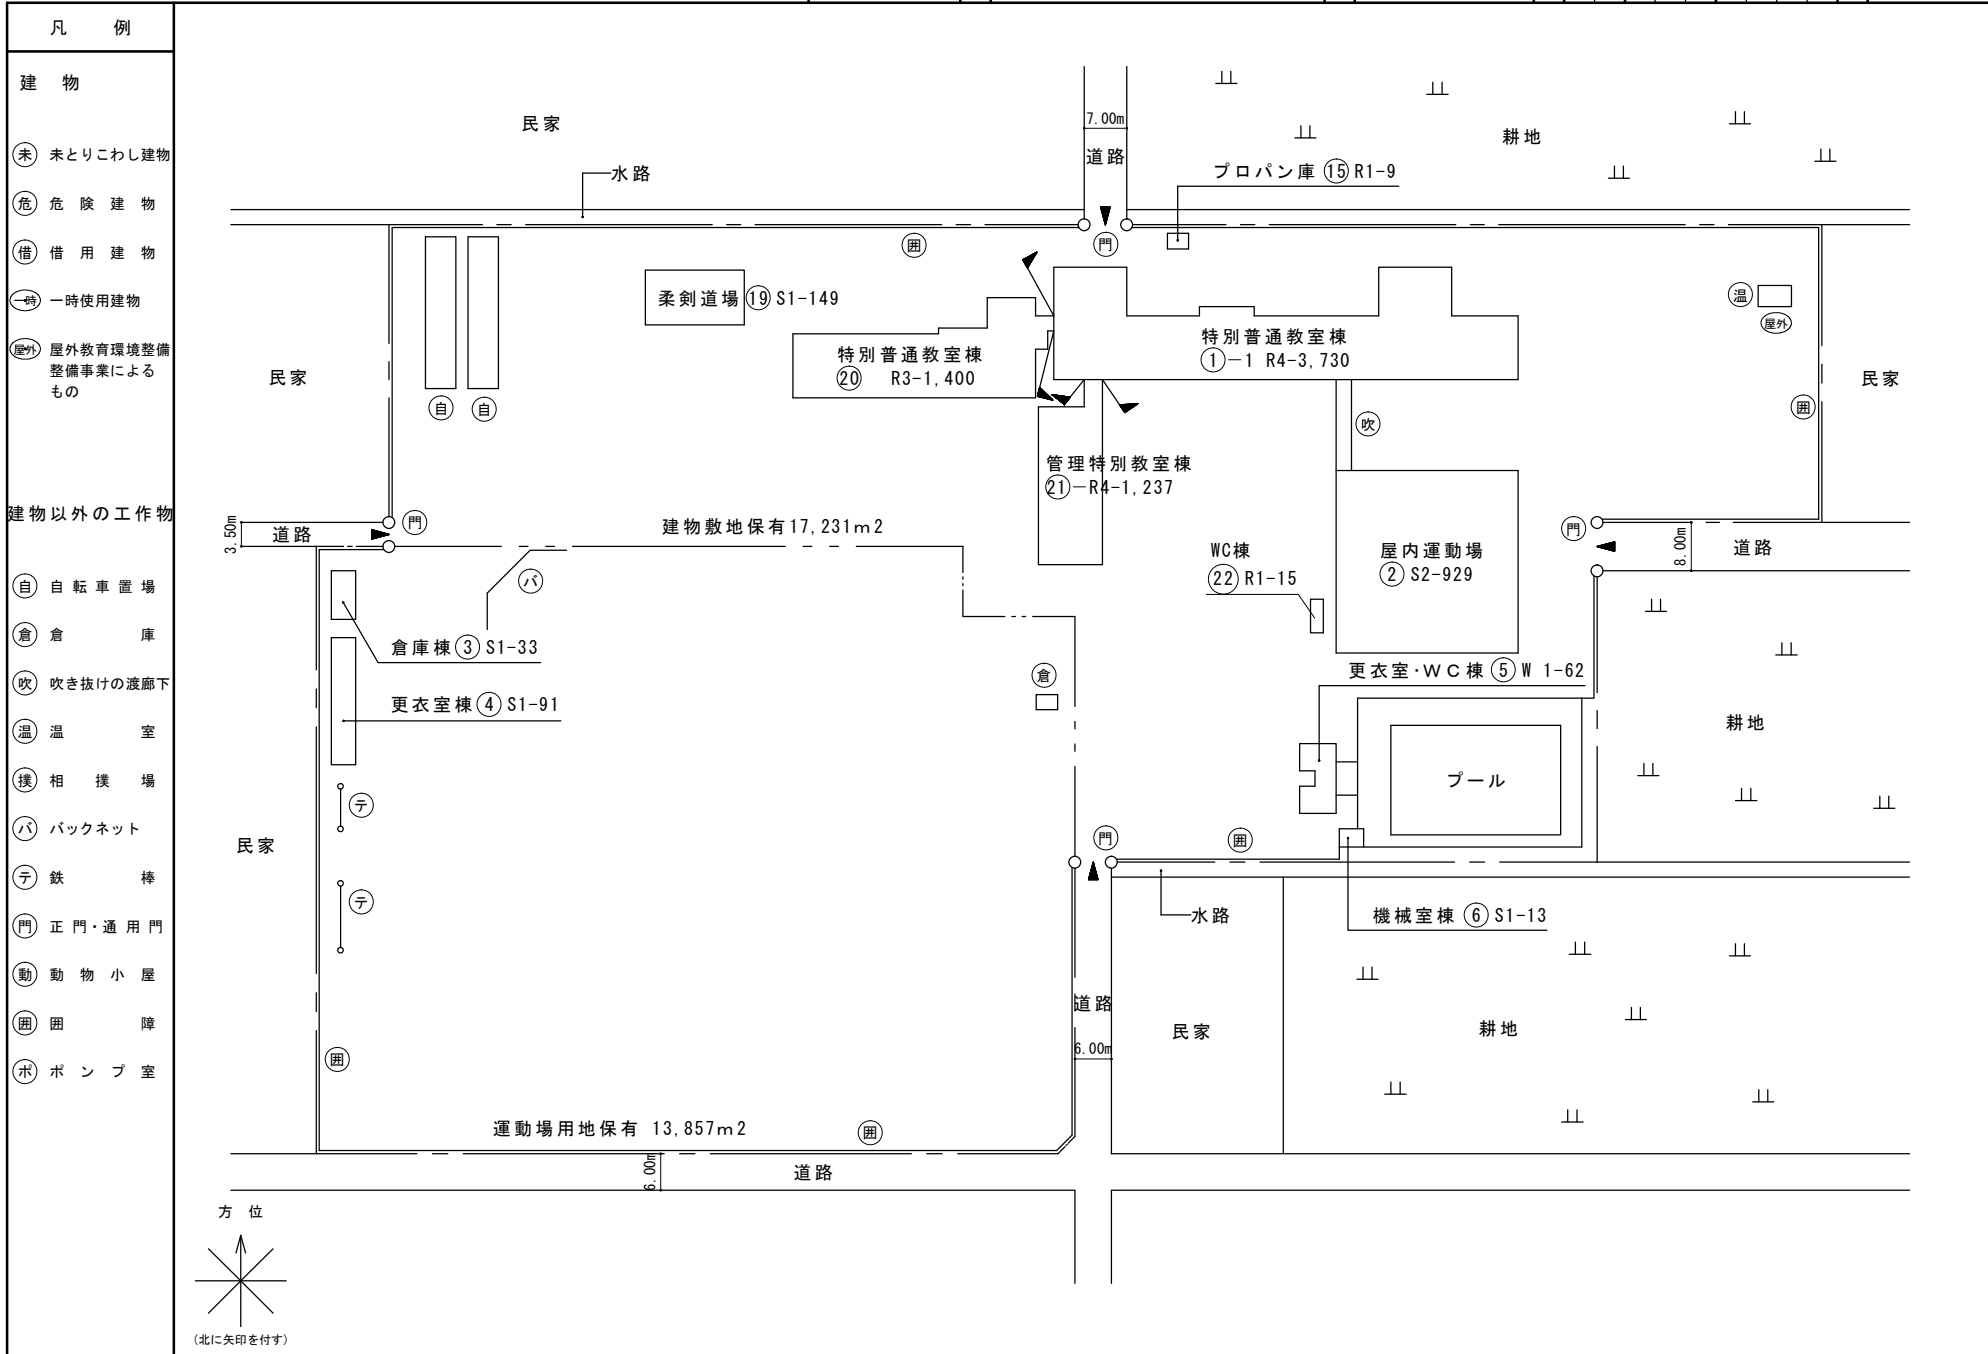 凡 例
建 物
未 未とりこわし建物
危 危険建物
借 借用建物
一時 一時使用建物
屋外 屋外教育環境整備
整備事業による
もの
建物以外の工作物
自 自転車置場
倉 倉 庫
吹 吹き抜けの渡廊下
温 温 室
撲 相撲場
バ バックネット
テ 鉄 棒
門 正門・通用門
動 動物小屋
囲 囲 障
ポ ポンプ室
民家
水路
7.00m
道路
プロパン庫 ⑮ R1-9
耕地
囲
門
柔剣道場 ⑲ S1-149
特別普通教室棟
⑳ R3-1,400
特別普通教室棟
①－1 R4-3,730
温
屋外
民家
自
自
吹
囲
民家
管理特別教室棟
㉑－R4-1,237
3.50m
道路
門
建物敷地保有17,231m2
バ
WC棟
㉒ R1-15
屋内運動場
② S2-929
門
8.00m
道路
倉庫棟 ③ S1-33
更衣室棟 ④ S1-91
倉
更衣室・WC棟 ⑤ W 1-62
プール
耕地
テ
民家
テ
門
囲
水路
機械室棟 ⑥ S1-13
囲
道路
6.00m
民家
耕地
運動場用地保有 13,857m2
囲
6.00m
道路
方 位
(北に矢印を付す)